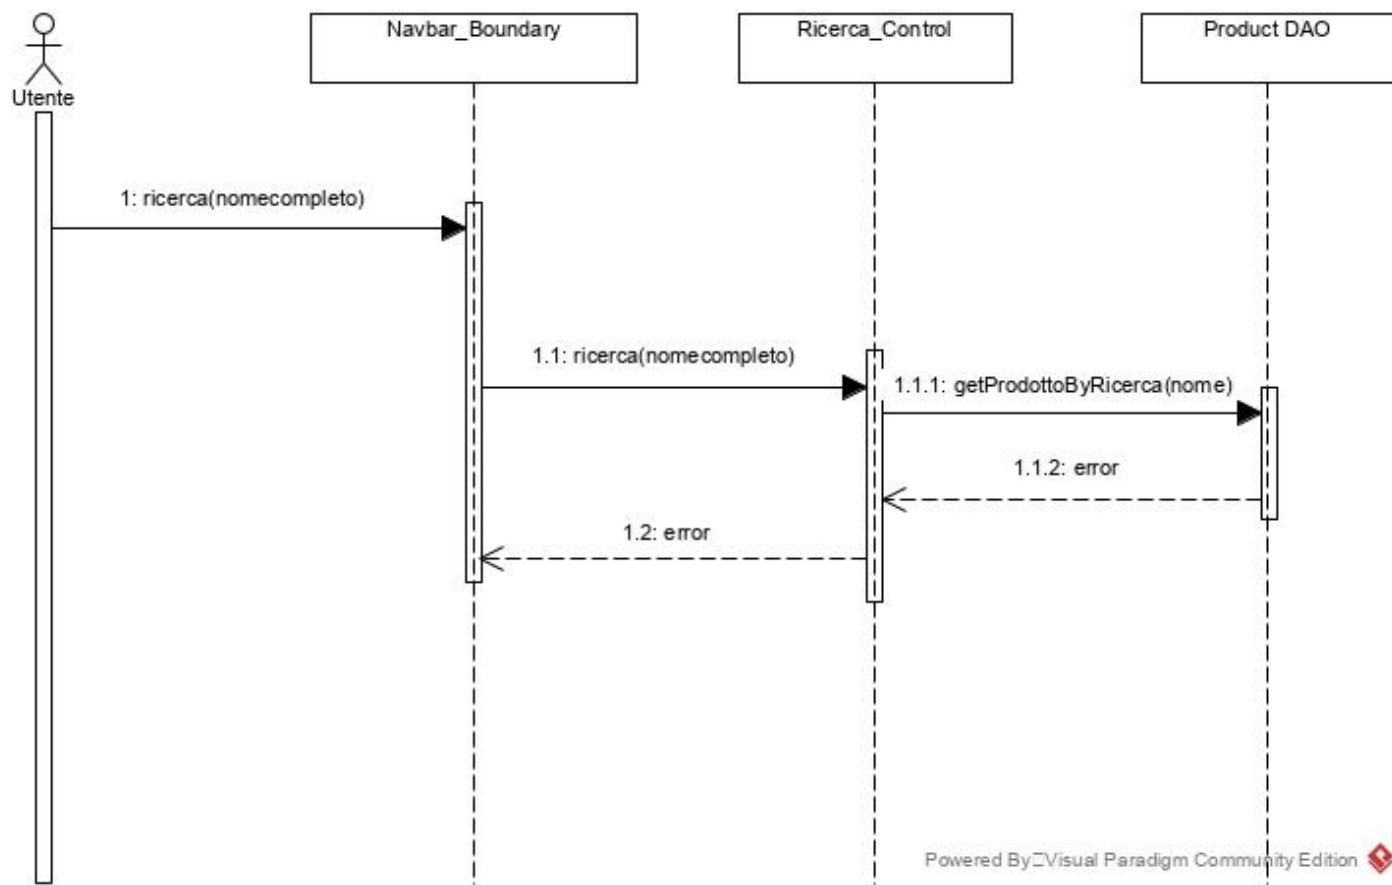 Navbar_Boundary
Ricerca_Control
Product DAO
Utente
1: ricerca(nomecompleto)
1.1: ricerca(nomecompleto)
1.1.1: getProdottoByRicerca(nome)
1.1.2: error
1.2: error
Powered By Visual Paradigm Community Edition